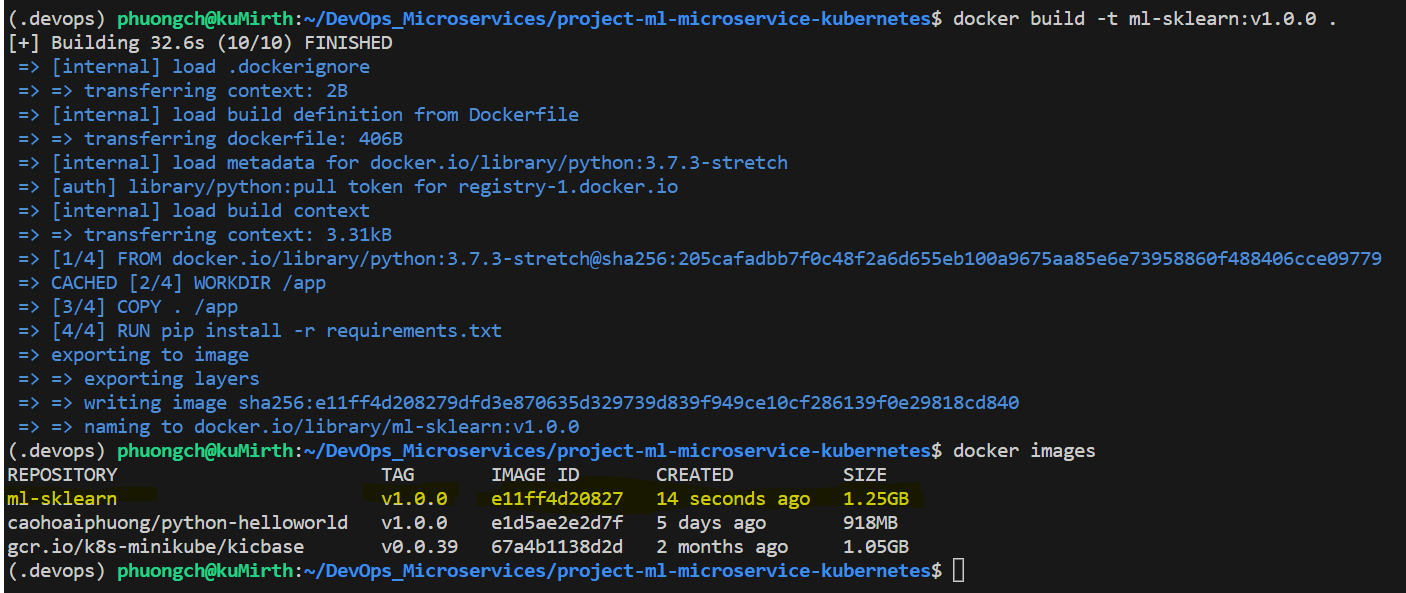 (.devops) phuongch@kuMirth:~/DevOps_Microservices/project-ml-microservice-kubernetes$ docker build -t ml-sklearn:v1.0.0 .
[+] Building 32.6s (10/10) FINISHED
=> [internal] load .dockerignore
=> => transferring context: 2B
=> [internal] load build definition from Dockerfile
=> => transferring dockerfile: 406B
=> [internal] load metadata for docker.io/library/python:3.7.3-stretch
=> [auth] library/python:pull token for registry-1.docker.io
=> [internal] load build context
=> => transferring context: 3.31kB
=> [1/4] FROM docker.io/library/python:3.7.3-stretch@sha256:205cafadbb7f0c48f2a6d655eb100a9675aa85e6e73958860f488406cce09779
=> CACHED [2/4] WORKDIR /app
=> [3/4] COPY . /app
=> [4/4] RUN pip install -r requirements.txt
=> exporting to image
=> => exporting layers
=> => writing image sha256:e11ff4d208279dfd3e870635d329739d839f949ce10cf286139f0e29818cd840
=> => naming to docker.io/library/ml-sklearn:v1.0.0
(.devops) phuongch@kuMirth:~/DevOps_Microservices/project-ml-microservice-kubernetes$ docker images
REPOSITORY TAG IMAGE ID CREATED SIZE
ml-sklearn v1.0.0 e11ff4d20827 14 seconds ago 1.25GB
caohoaiphuong/python-helloworld v1.0.0 e1d5ae2e2d7f 5 days ago 918MB
gcr.io/k8s-minikube/kicbase v0.0.39 67a4b1138d2d 2 months ago 1.05GB
(.devops) phuongch@kuMirth:~/DevOps_Microservices/project-ml-microservice-kubernetes$